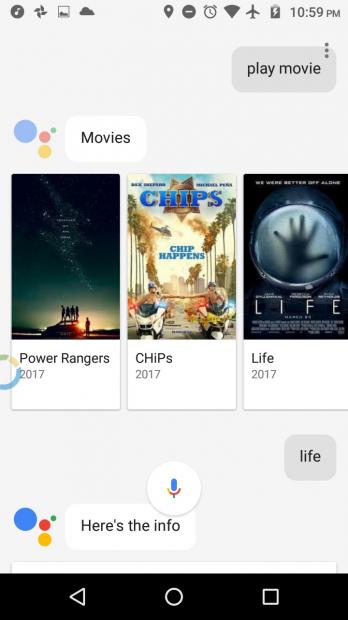 10:59 PM
play movie
Movies
WE WERE BETTER OFF ALONE
DAX SHEPARD MICHAEL PEÑA
CHIPS
CHIP
HAPPENS
LIFE
Power Rangers
CHiPs
Life
2017
2017
2017
life
Here's the info